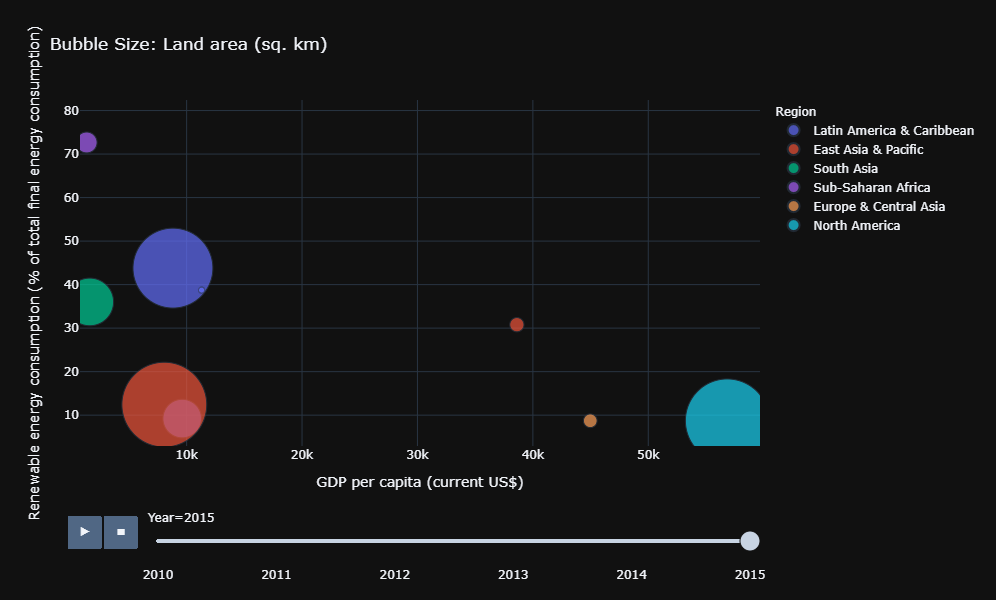 Bubble Size: Land area (sq. km)
Renewable energy consumption (% of total final energy consumption)
80
70
60
50
40
30
20
10
10k
20k
30k
40k
50k
GDP per capita (current US$)
Region
Latin America & Caribbean
East Asia & Pacific
South Asia
Sub-Saharan Africa
Europe & Central Asia
North America
Year=2015
2010
2011
2012
2013
2014
2015